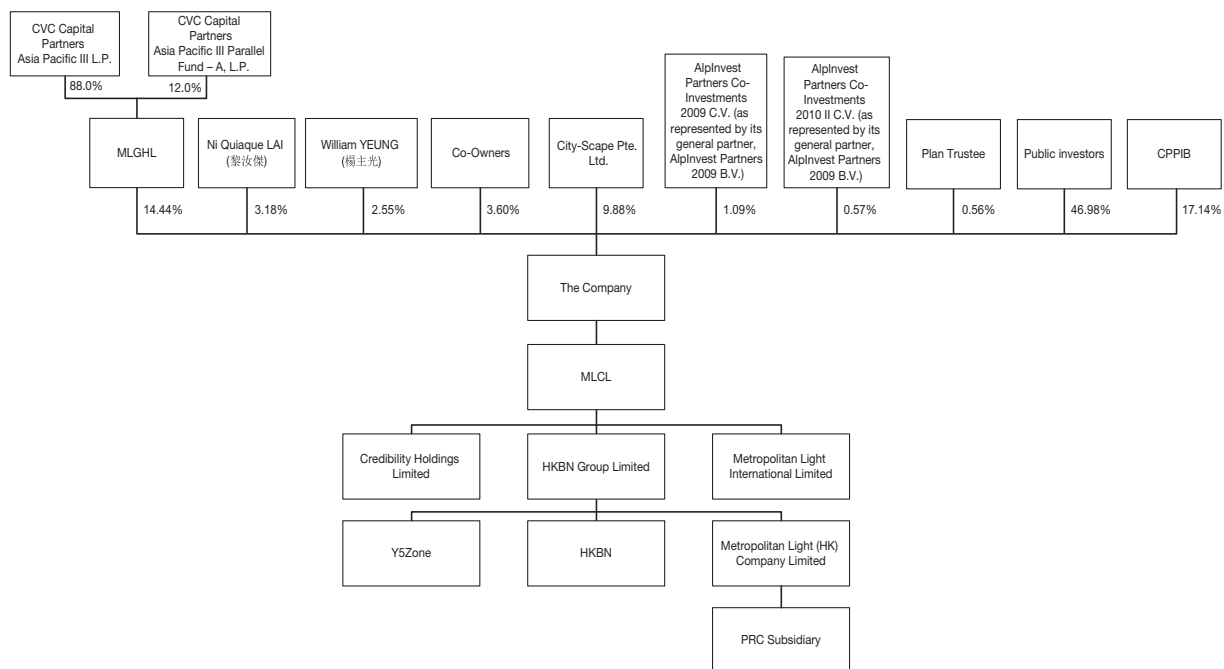 CVC Capital
Partners
Asia Pacific III L.P.
CVC Capital
Partners
Asia Pacific III Parallel
Fund – A, L.P.
88.0%
12.0%
MLGHL
Ni Quiaque LAI
(黎汝傑)
William YEUNG
(楊主光)
Co-Owners
City-Scape Pte.
Ltd.
AlpInvest
Partners Co-
Investments
2009 C.V. (as
represented by its
general partner,
AlpInvest Partners
2009 B.V.)
AlpInvest
Partners Co-
Investments
2010 II C.V. (as
represented by its
general partner,
AlpInvest Partners
2009 B.V.)
Plan Trustee
Public investors
CPPIB
14.44%
3.18%
2.55%
3.60%
9.88%
1.09%
0.57%
0.56%
46.98%
17.14%
The Company
MLCL
Credibility Holdings
Limited
HKBN Group Limited
Metropolitan Light
International Limited
Y5Zone
HKBN
Metropolitan Light (HK)
Company Limited
PRC Subsidiary